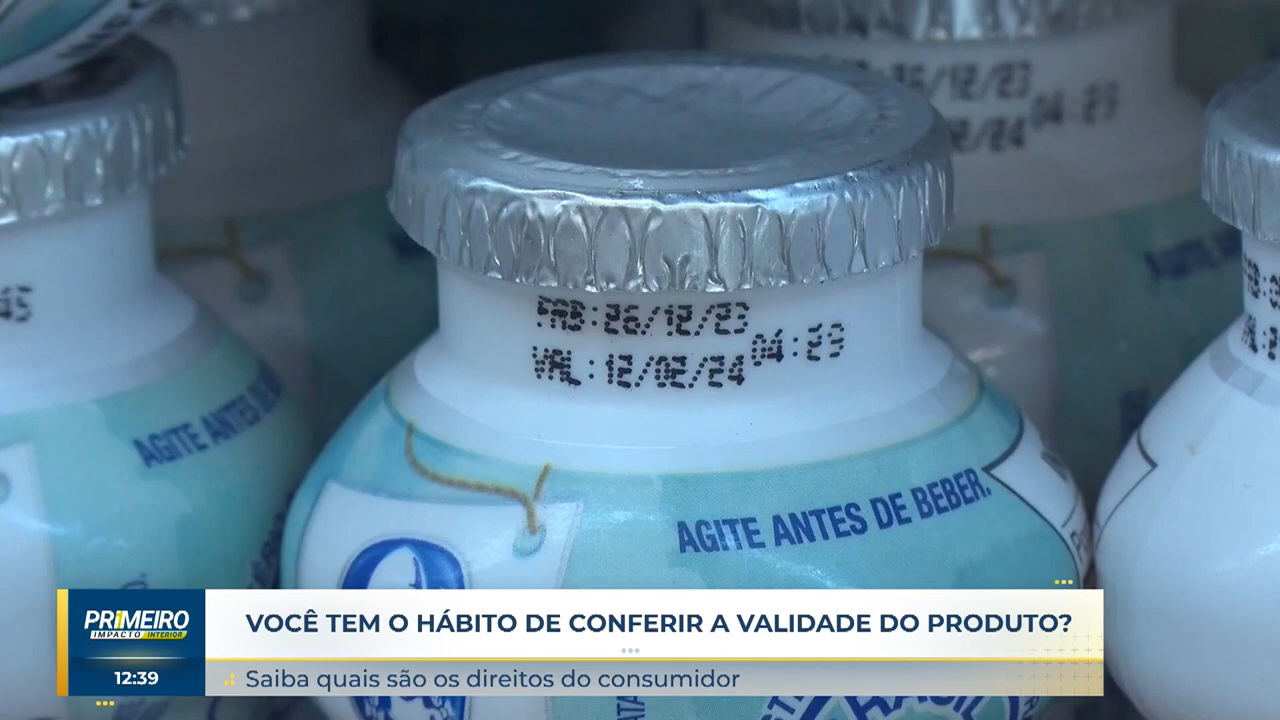 26/12/23
04:23
45
FAB:26/12/23
VAL:12/02/24
04:23
AGITE ANTES DE BEBER.
AGITE ANTES DE
PRIMEIRO
IMPACTO INTERIOR
12:39
VOCÊ TEM O HÁBITO DE CONFERIR A VALIDADE DO PRODUTO?
Saiba quais são os direitos do consumidor